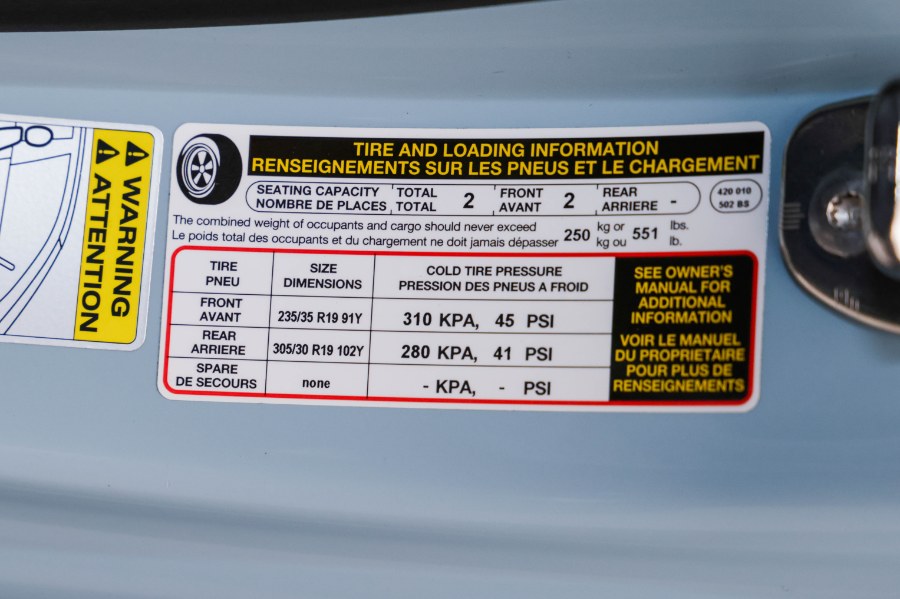 WARNING
ATTENTION
TIRE AND LOADING INFORMATION
RENSEIGNEMENTS SUR LES PNEUS ET LE CHARGEMENT
SEATING CAPACITY TOTAL 2 FRONT 2 REAR -
NOMBRE DE PLACES TOTAL AVANT ARRIERE
420 010
502 BS
The combined weight of occupants and cargo should never exceed 250 kg or 551 lbs.
Le poids total des occupants et du chargement ne doit jamais dépasser kg ou lb.
TIRE SIZE COLD TIRE PRESSURE
PNEU DIMENSIONS PRESSION DES PNEUS A FROID
FRONT
AVANT 235/35 R19 91Y 310 KPA, 45 PSI
REAR
ARRIERE 305/30 R19 102Y 280 KPA, 41 PSI
SPARE
DE SECOURS none - KPA, - PSI
SEE OWNER'S
MANUAL FOR
ADDITIONAL
INFORMATION
VOIR LE MANUEL
DU PROPRIETAIRE
POUR PLUS DE
RENSEIGNEMENTS